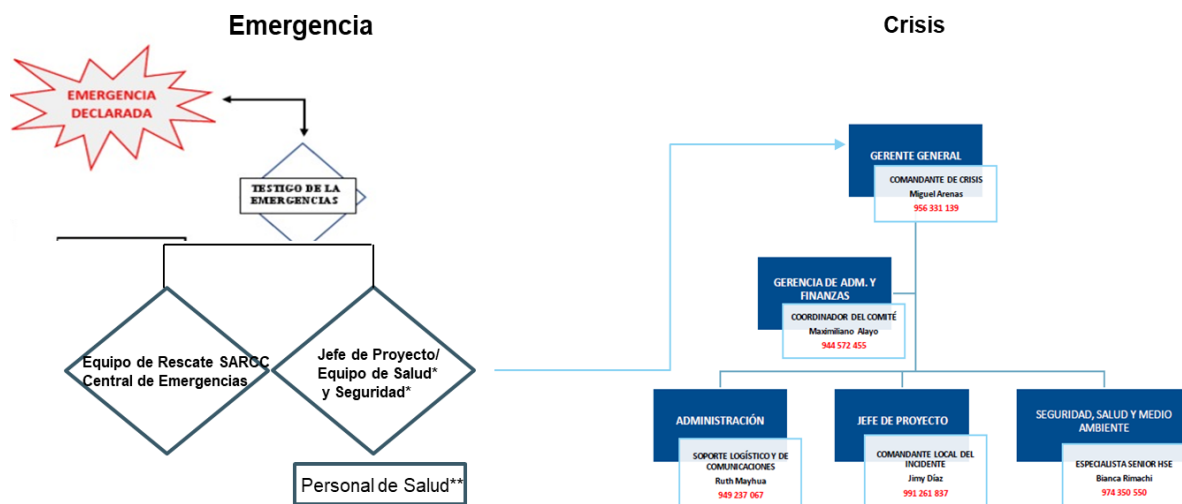 Emergencia
EMERGENCIA
DECLARADA
TESTIGO DE LA
EMERGENCIAS
Equipo de Rescate SARCC
Central de Emergencias
Jefe de Proyecto/
Equipo de Salud*
y Seguridad*
Personal de Salud**
Crisis
GERENTE GENERAL
COMANDANTE DE CRISIS
Miguel Arenas
956 331 139
GERENCIA DE ADM. Y
FINANZAS
COORDINADOR DEL COMITÉ
Maximiliano Alayo
944 572 455
ADMINISTRACIÓN
SOPORTE LOGÍSTICO Y DE
COMUNICACIONES
Ruth Mayhua
949 237 067
JEFE DE PROYECTO
COMANDANTE LOCAL DEL
INCIDENTE
Jimy Díaz
991 261 837
SEGURIDAD, SALUD Y MEDIO
AMBIENTE
ESPECIALISTA SENIOR HSE
Bianca Rimachi
974 350 550